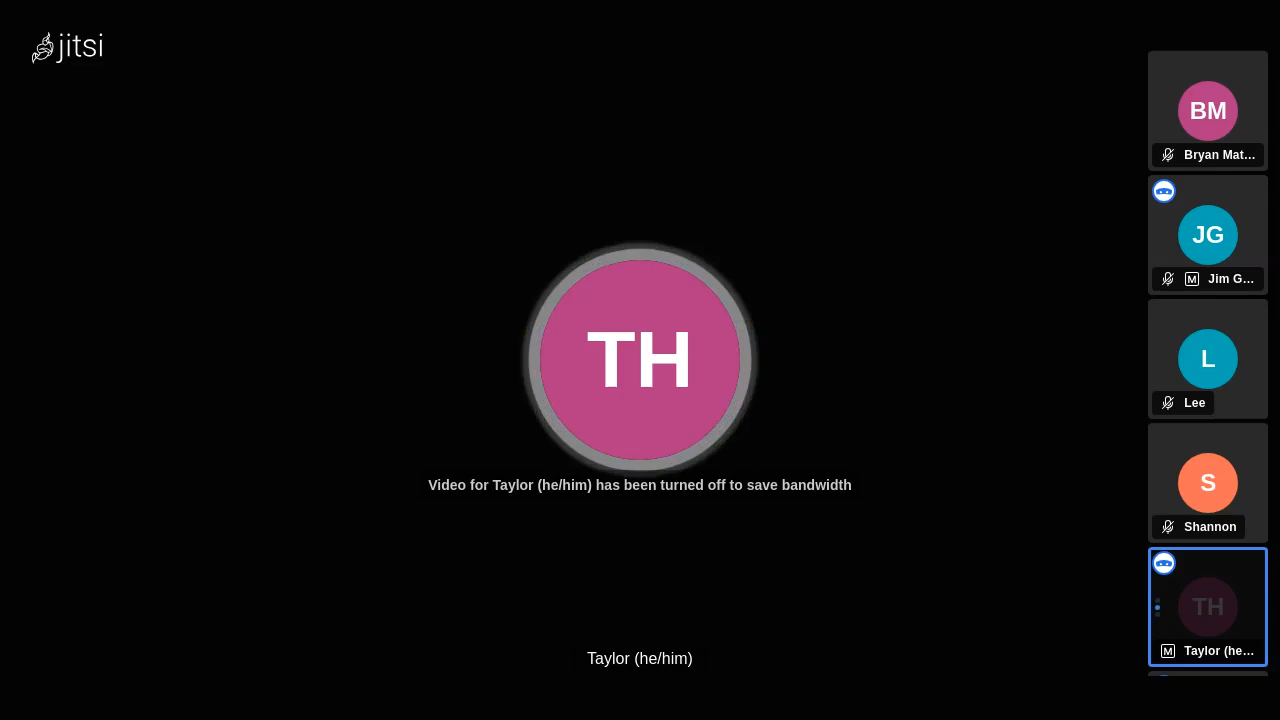 jitsi
BM
Bryan Mat...
JG
M
Jim G...
L
Lee
S
Shannon
TH
M
Taylor (he...
TH
Video for Taylor (he/him) has been turned off to save bandwidth
Taylor (he/him)